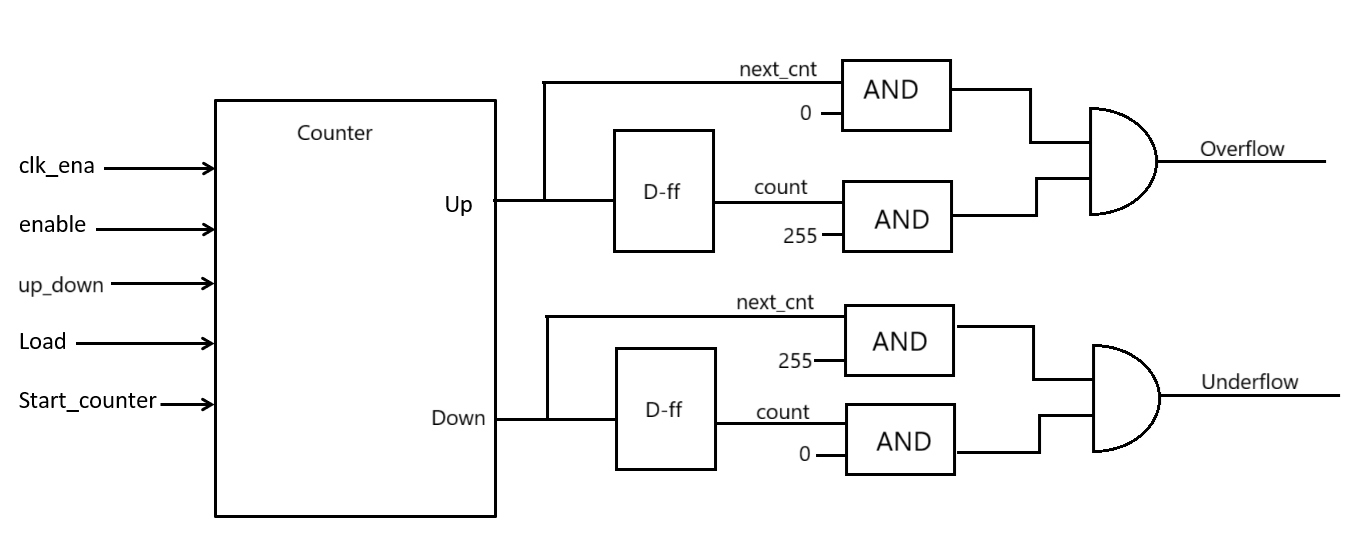 next_cnt
AND
0
Counter
Overflow
clk_ena
D-ff
count
Up
AND
enable
255
up_down
next_cnt
Load
AND
255
Underflow
Start_counter
D-ff
count
Down
AND
0